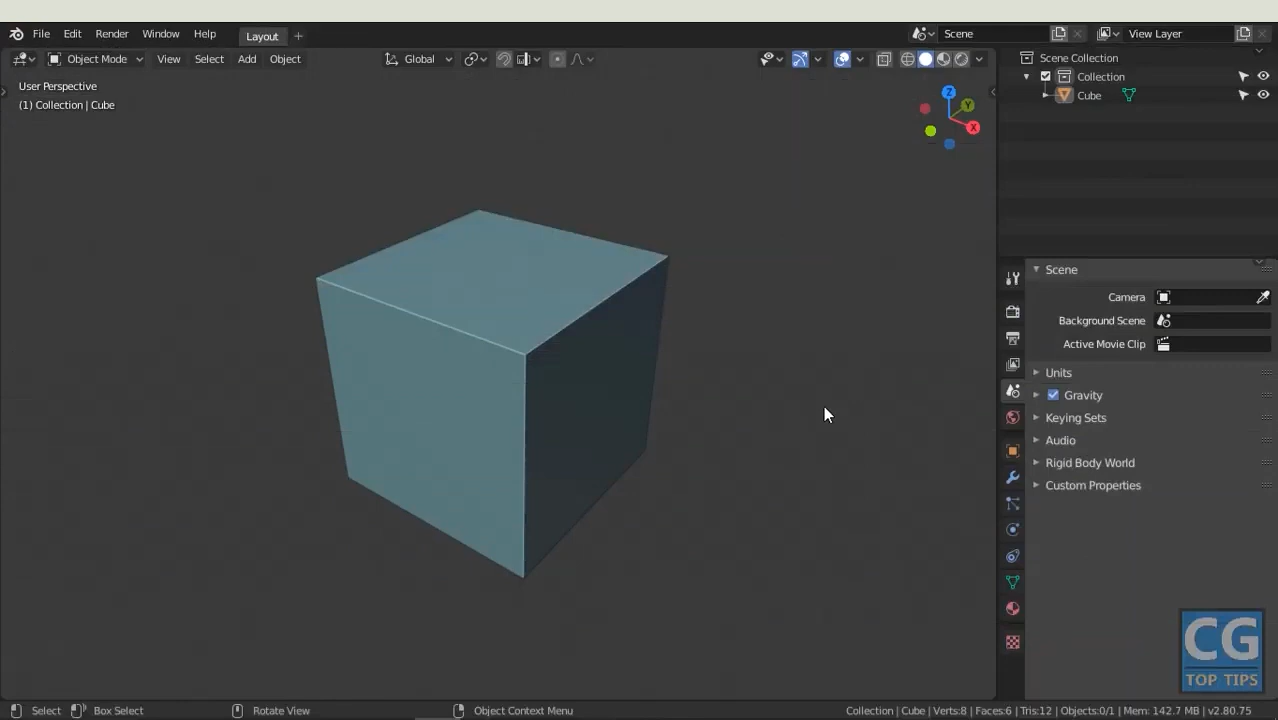 File Edit Render Window Help Layout + Scene View Layer
Object Mode View Select Add Object Global
User Perspective
(1) Collection | Cube
Z
Y
X
Scene Collection
Collection
Cube
Scene
Camera
Background Scene
Active Movie Clip
Units
Gravity
Keying Sets
Audio
Rigid Body World
Custom Properties
CG
TOP TIPS
Select Box Select Rotate View Object Context Menu Collection | Cube | Verts:8 | Faces:6 | Tris:12 | Objects:0/1 | Mem: 142.7 MB | v2.80.75